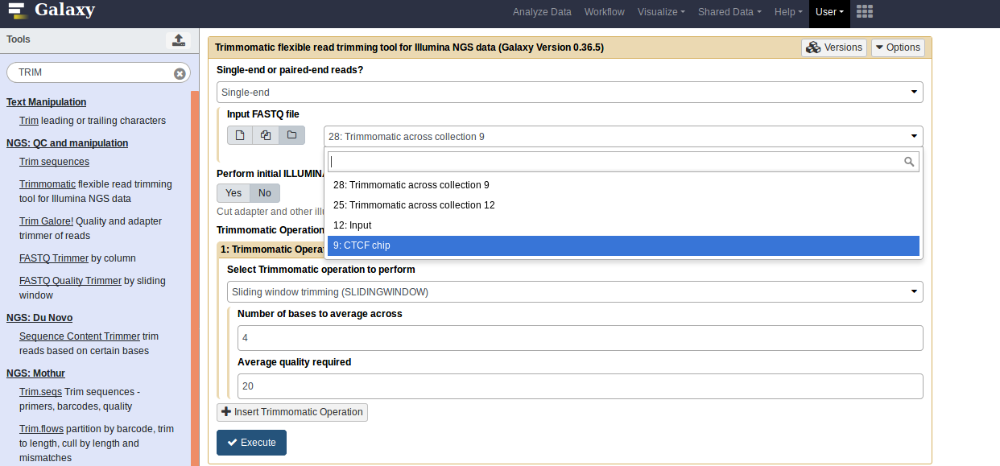 Galaxy
Analyze Data Workflow Visualize Shared Data Help User
Tools
TRIM
Text Manipulation
Trim leading or trailing characters
NGS: QC and manipulation
Trim sequences
Trimmomatic flexible read trimming
tool for Illumina NGS data
Trim Galore! Quality and adapter
trimmer of reads
FASTQ Trimmer by column
FASTQ Quality Trimmer by sliding
window
NGS: Du Novo
Sequence Content Trimmer trim
reads based on certain bases
NGS: Mothur
Trim.seqs Trim sequences -
primers, barcodes, quality
Trim.flows partition by barcode, trim
to length, cull by length and
mismatches
Trimmomatic flexible read trimming tool for Illumina NGS data (Galaxy Version 0.36.5)
Versions
Options
Single-end or paired-end reads?
Single-end
Input FASTQ file
28: Trimmomatic across collection 9
28: Trimmomatic across collection 9
25: Trimmomatic across collection 12
12: Input
9: CTCF chip
Perform initial ILLUMINA
Yes No
Cut adapter and other
Trimmomatic Operation
1: Trimmomatic Opera
Select Trimmomatic operation to perform
Sliding window trimming (SLIDINGWINDOW)
Number of bases to average across
4
Average quality required
20
Insert Trimmomatic Operation
Execute